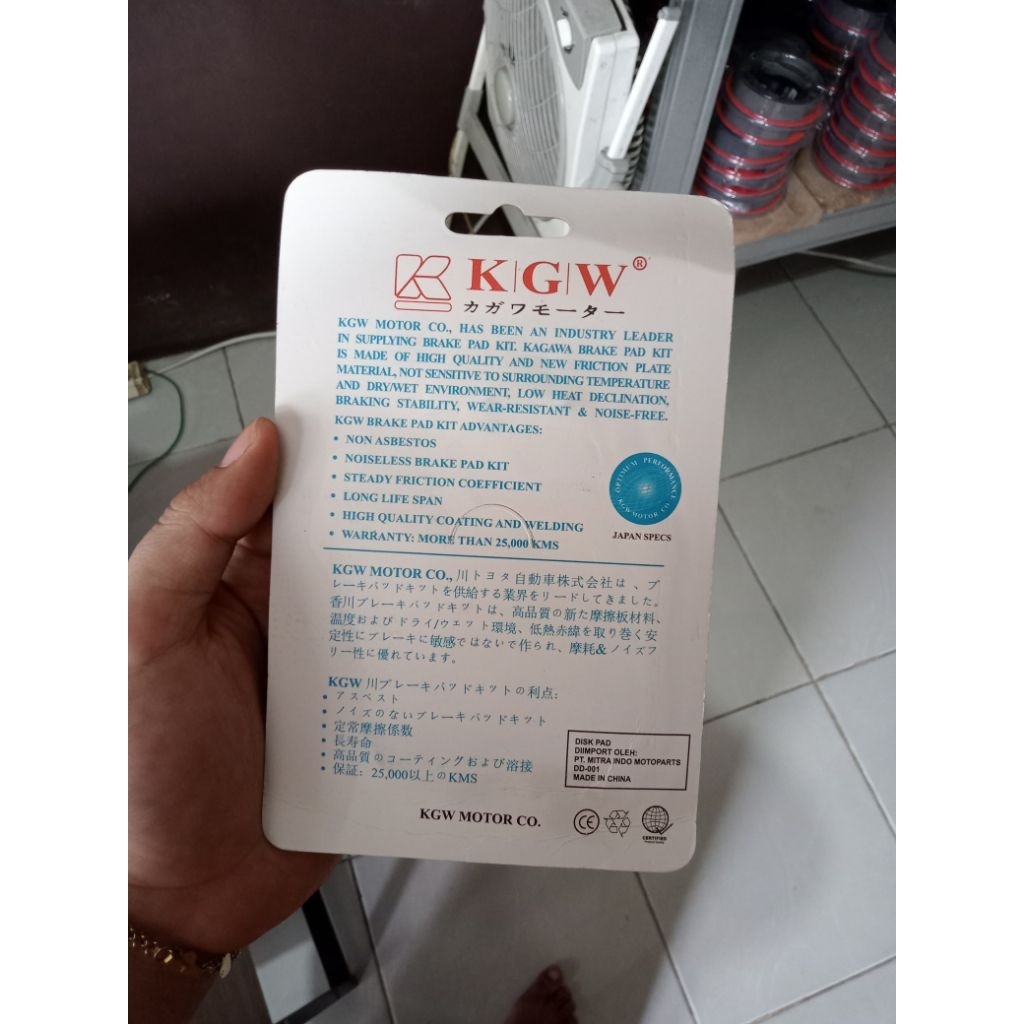 K|G|W®
カガワモーター
KGW MOTOR CO., HAS BEEN AN INDUSTRY LEADER
IN SUPPLYING BRAKE PAD KIT. KAGAWA BRAKE PAD KIT
IS MADE OF HIGH QUALITY AND NEW FRICTION PLATE
MATERIAL, NOT SENSITIVE TO SURROUNDING TEMPERATURE
AND DRY/WET ENVIRONMENT, LOW HEAT DECLINATION,
BRAKING STABILITY, WEAR-RESISTANT & NOISE-FREE.
KGW BRAKE PAD KIT ADVANTAGES:
• NON ASBESTOS
• NOISELESS BRAKE PAD KIT
• STEADY FRICTION COEFFICIENT
• LONG LIFE SPAN
• HIGH QUALITY COATING AND WELDING
• WARRANTY: MORE THAN 25,000 KMS
OPTIMUM PERFORMANCE
KGW MOTOR CO
JAPAN SPECS
KGW MOTOR CO., 川トヨタ自動車株式会社は、ブ
レーキパッドキットを供給する業界をリードしてきました。
香川ブレーキパッドキットは、高品質の新た摩擦板材料、
温度および ドライ/ウェット環境、低熱赤緯を取り巻く安
定性にブレーキに敏感ではないで作られ、摩耗&ノイズフ
リー性に優れています。
KGW 川ブレーキパッドキットの利点:
• アスベスト
• ノイズのないブレーキパッドキット
• 定常摩擦係数
• 長寿命
• 高品質のコーティングおよび溶接
• 保証: 25,000以上のKMS
DISK PAD
DIIMPORT OLEH:
PT. MITRA INDO MOTOPARTS
DD-001
MADE IN CHINA
KGW MOTOR CO.
CE
CERTIFIED